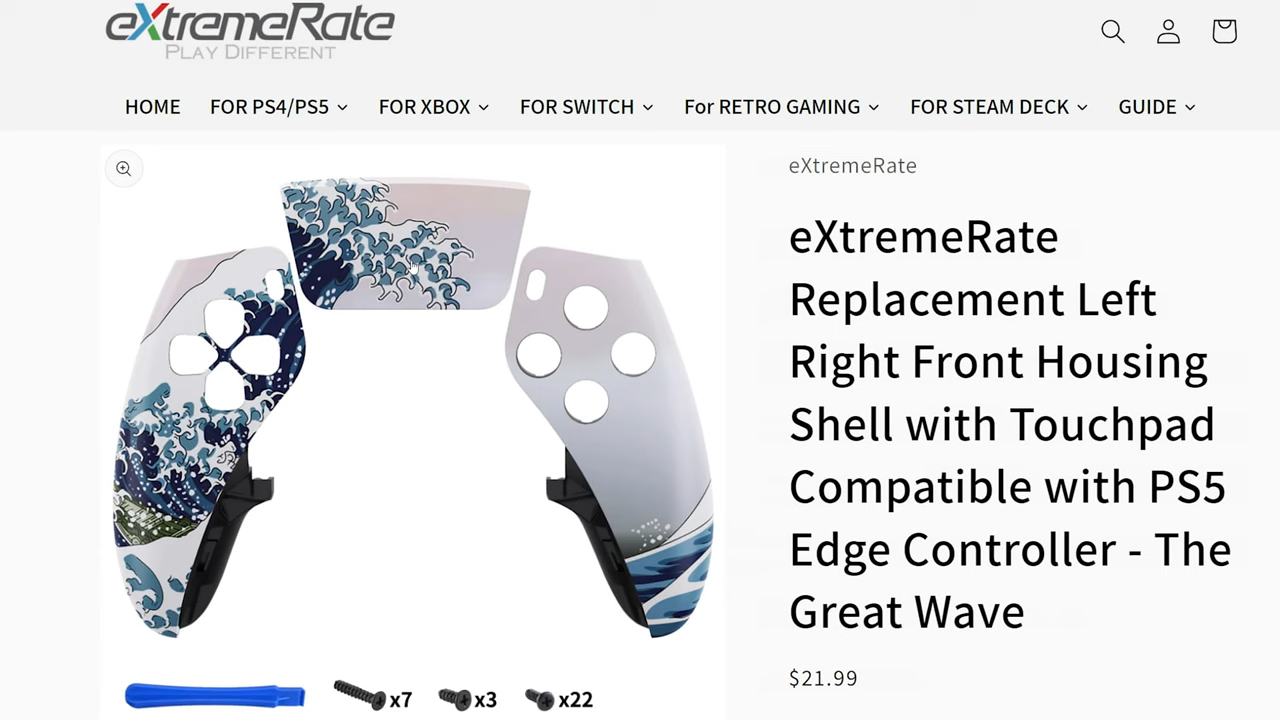 eXtremeRate
PLAY DIFFERENT
HOME FOR PS4/PS5 FOR XBOX FOR SWITCH For RETRO GAMING FOR STEAM DECK GUIDE
eXtremeRate
eXtremeRate
Replacement Left
Right Front Housing
Shell with Touchpad
Compatible with PS5
Edge Controller - The
Great Wave
$21.99
x7 x3 x22